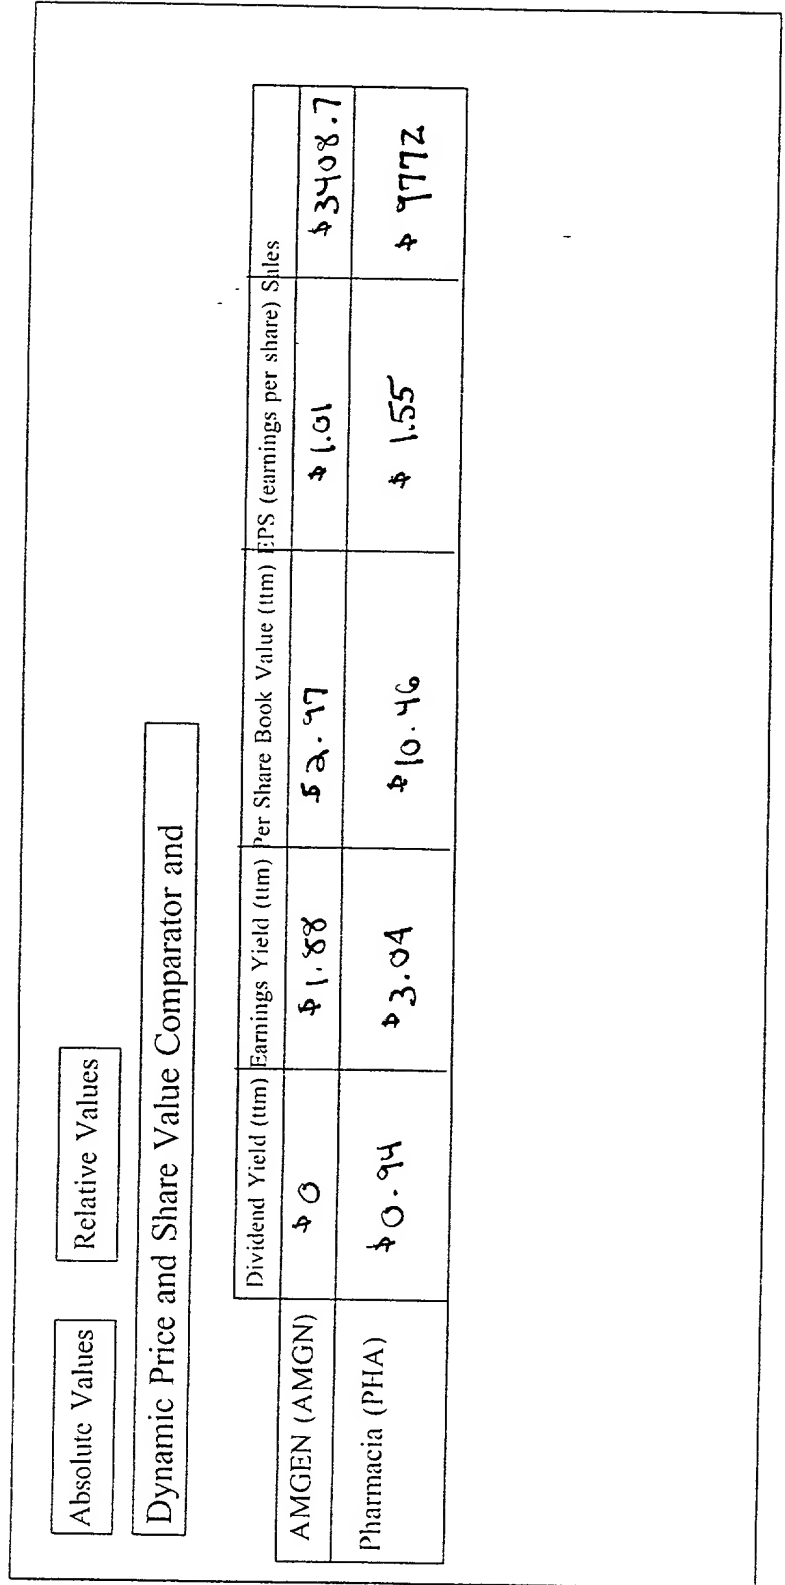 Absolute Values Relative Values
Dynamic Price and Share Value Comparator and
Dividend Yield (ttm) Earnings Yield (ttm) Per Share Book Value (ttm) EPS (earnings per share) Sales
AMGEN (AMGN) $0 $1.88 $2.97 $1.01 $3408.7
Pharmacia (PHA) $0.94 $3.04 $10.46 $1.55 $9772